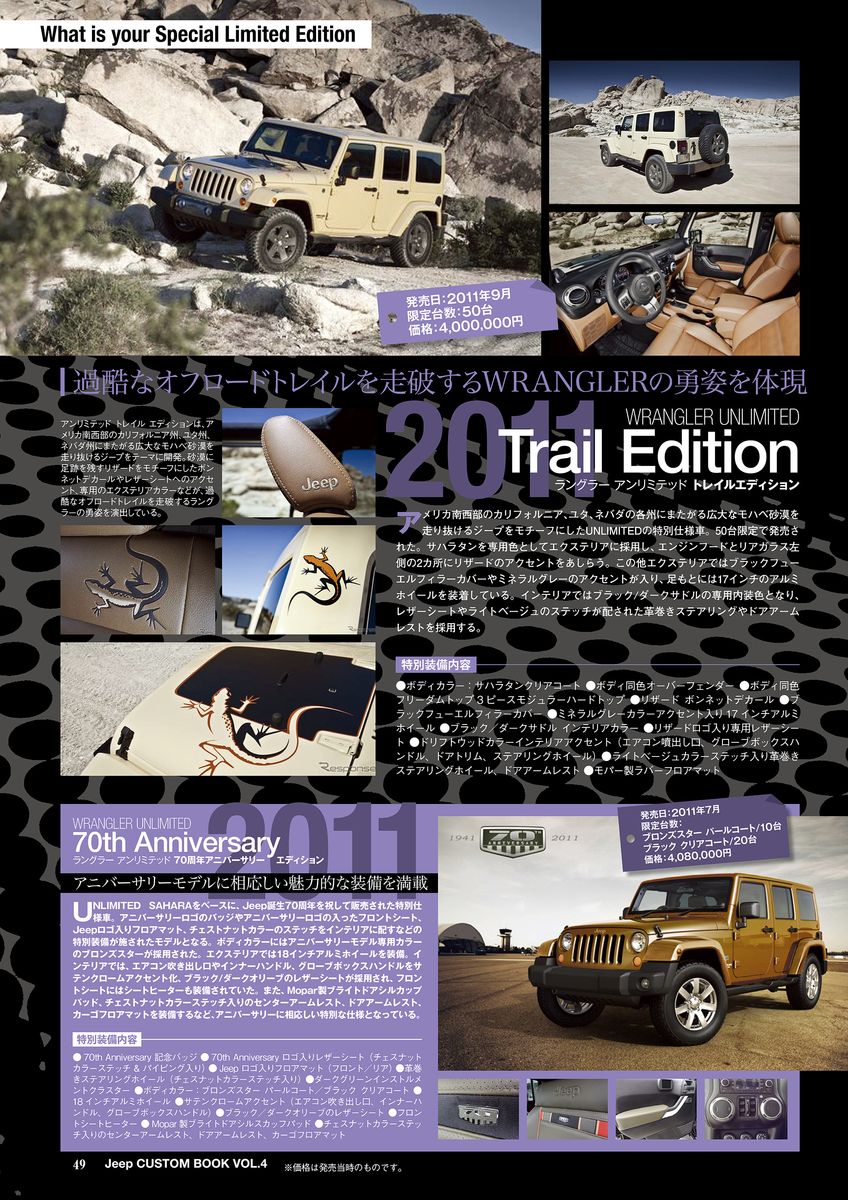 What is your Special Limited Edition
発売日：2011年9月
限定台数：50台
価格：4,000,000円
過酷なオフロードトレイルを走破するWRANGLERの勇姿を体現
アンリミテッド トレイル エディションは、ア
メリカ南西部のカリフォルニア州、ユタ州、
ネバダ州にまたがる広大なモハベ砂漠を
走り抜けるジープをテーマに開発。砂漠に
足跡を残すリザードをモチーフにしたボン
ネットデカールやレザーシートへのアクセ
ント、専用のエクステリアカラーなどが、過
酷なオフロードトレイルを走破するラング
ラーの勇姿を演出している。
Jeep
2011
WRANGLER UNLIMITED
Trail Edition
ラングラー アンリミテッド トレイルエディション
アメリカ南西部のカリフォルニア、ユタ、ネバダの各州にまたがる広大なモハベ砂漠を
走り抜けるジープをモチーフにしたUNLIMITEDの特別仕様車。50台限定で発売さ
れた。サハラタンを専用色としてエクステリアに採用し、エンジンフードとリアガラス左
側の2カ所にリザードのアクセントをあしらう。この他エクステリアではブラックフュー
エルフィラーカバーやミネラルグレーのアクセントが入り、足もとには17インチのアルミ
ホイールを装着している。インテリアではブラック/ダークサドルの専用内装色となり、
レザーシートやライトベージュのステッチが配された革巻きステアリングやドアアーム
レストを採用する。
特別装備内容
●ボディカラー：サハラタンクリアコート ●ボディ同色オーバーフェンダー ●ボディ同色
フリーダムトップ3ピースモジュラーハードトップ ●リザード ボンネットデカール ●ブ
ラックフューエルフィラーカバー ●ミネラルグレーカラーアクセント入り17インチアルミ
ホイール ●ブラック／ダークサドル インテリアカラー ●リザードロゴ入り専用レザーシー
ト ●ドリフトウッドカラーインテリアアクセント（エアコン噴出し口、グローブボックスハ
ンドル、ドアトリム、ステアリングホイール）●ライトベージュカラーステッチ入り革巻き
ステアリングホイール、ドアアームレスト ●モパー製ラバーフロアマット
Response
2011
WRANGLER UNLIMITED
70th Anniversary
ラングラー アンリミテッド 70周年アニバーサリー エディション
アニバーサリーモデルに相応しい魅力的な装備を満載
UNLIMITED SAHARAをベースに、Jeep誕生70周年を祝して販売された特別仕
様車。アニバーサリーロゴのバッジやアニバーサリーロゴの入ったフロントシート、
Jeepロゴ入りフロアマット、チェスナットカラーのステッチをインテリアに配すなどの
特別装備が施されたモデルとなる。ボディカラーにはアニバーサリーモデル専用カラー
のブロンズスターが採用された。エクステリアでは18インチアルミホイールを装備。イン
テリアでは、エアコン吹き出し口やインナーハンドル、グローブボックスハンドルをサ
テンクロームアクセント化、ブラック/ダークオリーブのレザーシートが採用され、フロン
トシートにはシートヒーターも装備されていた。また、Mopar製ブライトドアシルカップ
パッド、チェストナットカラーステッチ入りのセンターアームレスト、ドアアームレスト、
カーゴフロアマットを装備するなど、アニバーサリーに相応しい特別な仕様となっている。
特別装備内容
● 70th Anniversary 記念バッジ ● 70th Anniversary ロゴ入りレザーシート（チェスナット
カラーステッチ & パイピング入り）● Jeep ロゴ入りフロアマット（フロント／リア）●革巻
きステアリングホイール（チェスナットカラーステッチ入り）●ダークグリーンインストルメ
ントクラスター ●ボディカラー：ブロンズスター パールコート／ブラック クリアコート ●
18インチアルミホイール ●サテンクロームアクセント（エアコン吹き出し口、インナーハ
ンドル、グローブボックスハンドル）●ブラック／ダークオリーブのレザーシート ●フロン
トシートヒーター ● Mopar 製ブライトドアシルスカッフパッド ●チェスナットカラーステッ
チ入りのセンターアームレスト、ドアアームレスト、カーゴフロアマット
発売日：2011年7月
限定台数：
ブロンズスター パールコート/10台
ブラック クリアコート/20台
価格：4,080,000円
1941 70TH ANNIVERSARY 2011
Jeep
Jeep
49 Jeep CUSTOM BOOK VOL.4 ※価格は発売当時のものです。